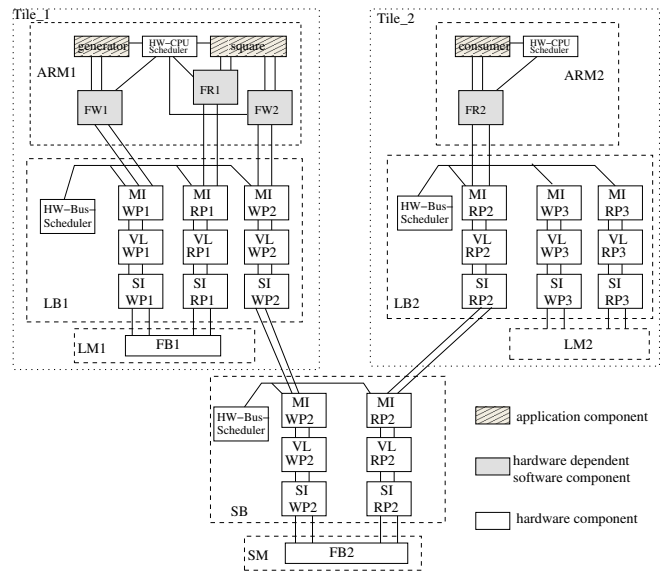 Tile_1
generator
HW-CPU
Scheduler
square
ARM1
FW1
FR1
FW2
HW-Bus-
Scheduler
MI
WP1
MI
RP1
MI
WP2
VL
WP1
VL
RP1
VL
WP2
SI
WP1
SI
RP1
SI
WP2
LB1
LM1
FB1
Tile_2
consumer
HW-CPU
Scheduler
ARM2
FR2
HW-Bus-
Scheduler
MI
RP2
MI
WP3
MI
RP3
VL
RP2
VL
WP3
VL
RP3
SI
RP2
SI
WP3
SI
RP3
LB2
LM2
HW-Bus-
Scheduler
MI
WP2
MI
RP2
VL
WP2
VL
RP2
SI
WP2
SI
RP2
SB
SM
FB2
application component
hardware dependent
software component
hardware component